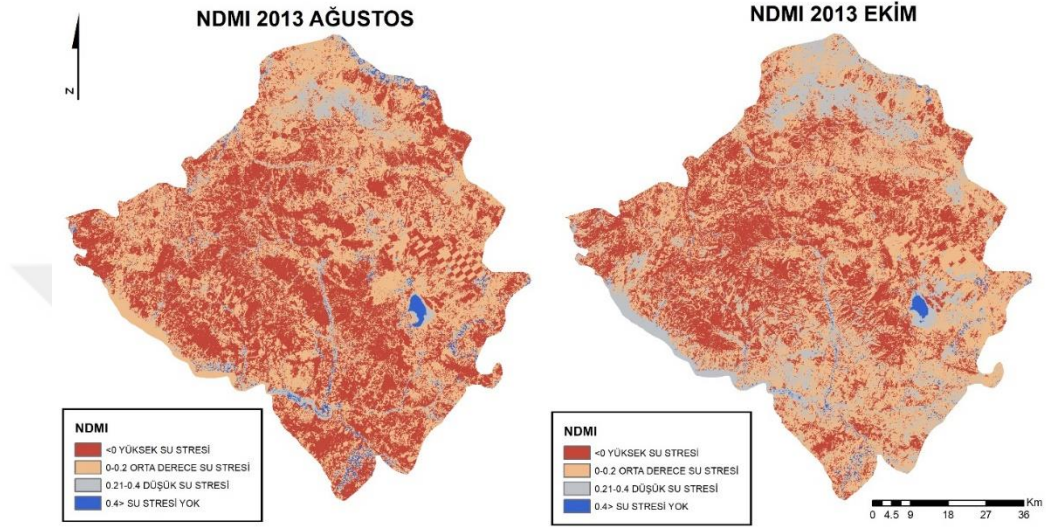 NDMI 2013 AĞUSTOS
N
NDMI
<0 YÜKSEK SU STRESİ
0-0.2 ORTA DERECE SU STRESİ
0.21-0.4 DÜŞÜK SU STRESİ
0.4> SU STRESİ YOK
NDMI 2013 EKİM
NDMI
<0 YÜKSEK SU STRESİ
0-0.2 ORTA DERECE SU STRESİ
0.21-0.4 DÜŞÜK SU STRESİ
0.4> SU STRESİ YOK
Km
0 4.5 9 18 27 36